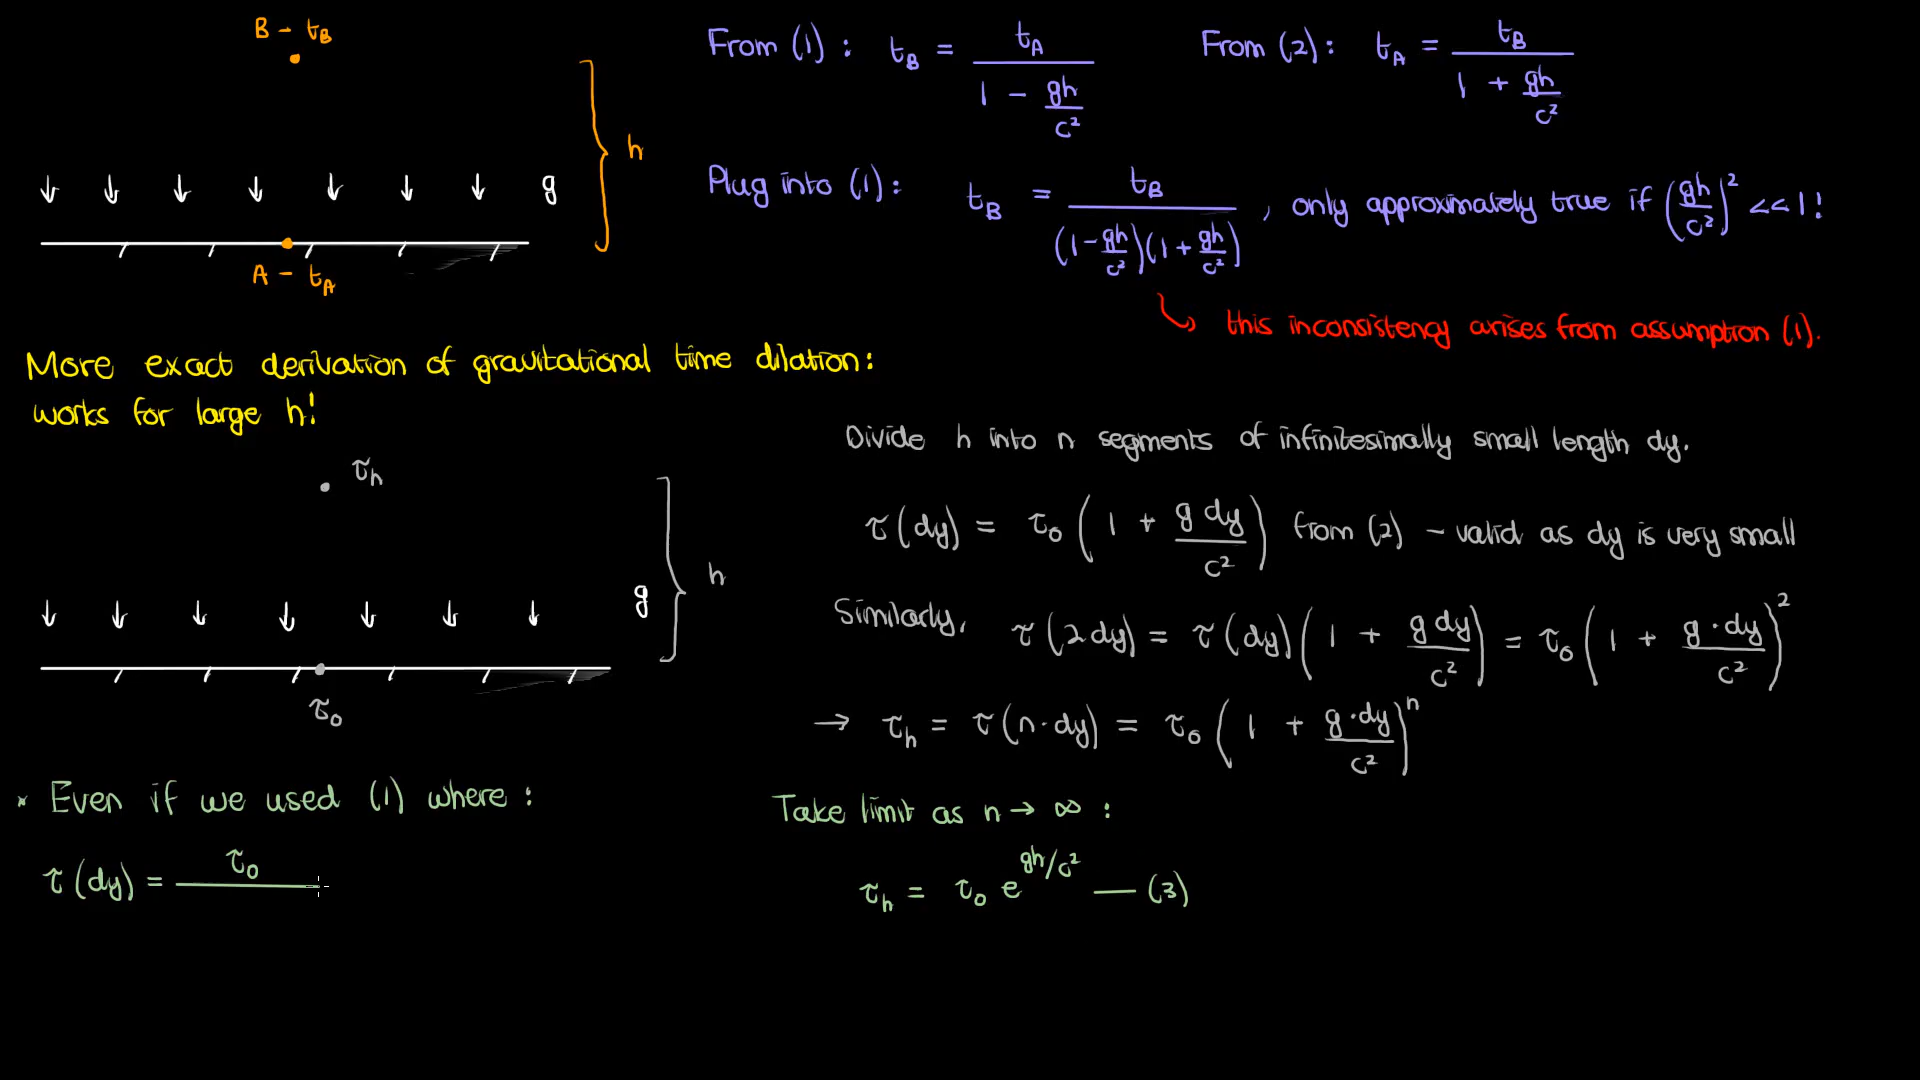 B - t_B
h
g
A - t_A
From (1) : t_B = t_A / (1 - gh/c²)
From (2) : t_A = t_B / (1 + gh/c²)
Plug into (1) : t_B = t_B / ((1 - gh/c²)(1 + gh/c²)) , only approximately true if (gh/c²)² << 1!
↳ this inconsistency arises from assumption (1).
More exact derivation of gravitational time dilation:
works for large h!
τ_h
h
g
τ_0
Divide h into n segments of infinitesimally small length dy.
τ(dy) = τ_0 (1 + g dy/c²) from (2) - valid as dy is very small
Similarly, τ(2dy) = τ(dy)(1 + g dy/c²) = τ_0 (1 + g·dy/c²)²
→ τ_h = τ(n·dy) = τ_0 (1 + g·dy/c²)ⁿ
Take limit as n → ∞ :
τ_h = τ_0 e^(gh/c²) — (3)
* Even if we used (1) where :
τ(dy) = τ_0 /